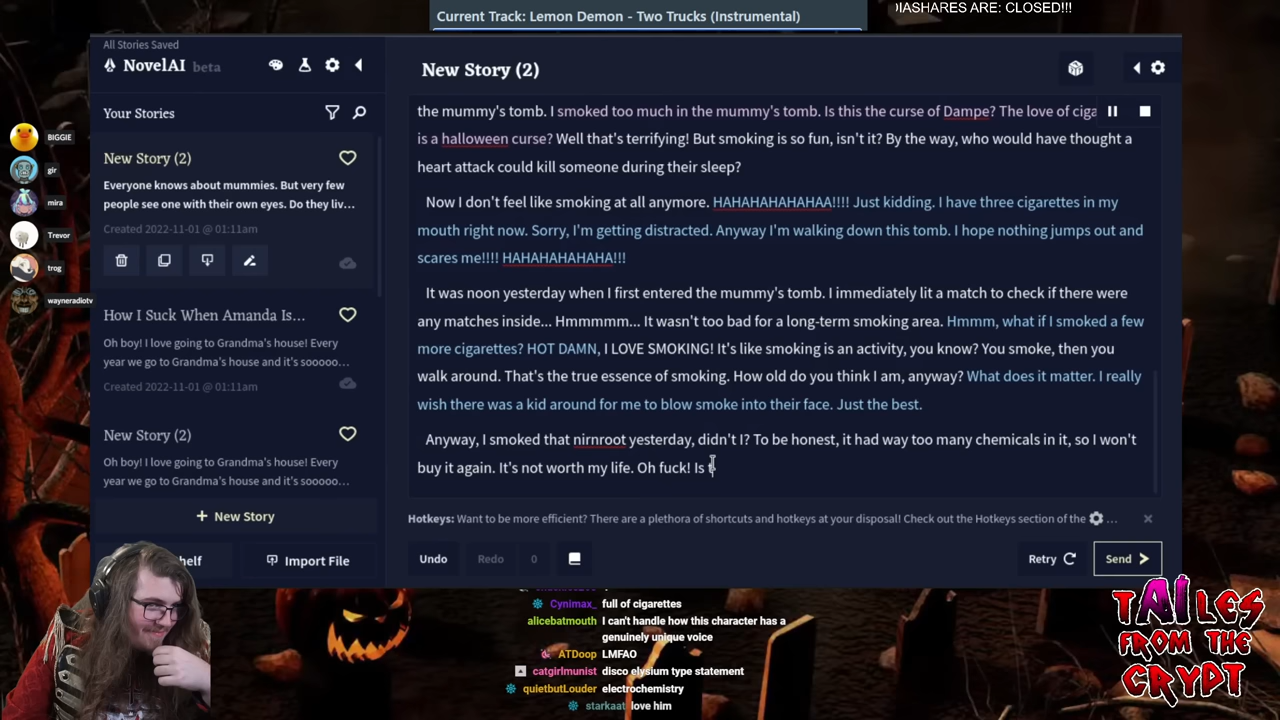 Current Track: Lemon Demon - Two Trucks (Instrumental)
IASHARES ARE: CLOSED!!!
All Stories Saved
NovelAI beta
New Story (2)
Your Stories
New Story (2)
Everyone knows about mummies. But very few
people see one with their own eyes. Do they liv...
Created 2022-11-01 @ 01:11am
How I Suck When Amanda Is...
Oh boy! I love going to Grandma's house! Every
year we go to Grandma's house and it's sooooo...
Created 2022-11-01 @ 01:11am
New Story (2)
Oh boy! I love going to Grandma's house! Every
year we go to Grandma's house and it's sooooo...
+ New Story
helf
Import File
BIGGIE
gir
mira
Trevor
trog
wayneradiotv
the mummy's tomb. I smoked too much in the mummy's tomb. Is this the curse of Dampe? The love of ciga
is a halloween curse? Well that's terrifying! But smoking is so fun, isn't it? By the way, who would have thought a
heart attack could kill someone during their sleep?
Now I don't feel like smoking at all anymore. HAHAHAHAHAHAA!!!! Just kidding. I have three cigarettes in my
mouth right now. Sorry, I'm getting distracted. Anyway I'm walking down this tomb. I hope nothing jumps out and
scares me!!!! HAHAHAHAHAHA!!!
It was noon yesterday when I first entered the mummy's tomb. I immediately lit a match to check if there were
any matches inside... Hmmmmm... It wasn't too bad for a long-term smoking area. Hmmm, what if I smoked a few
more cigarettes? HOT DAMN, I LOVE SMOKING! It's like smoking is an activity, you know? You smoke, then you
walk around. That's the true essence of smoking. How old do you think I am, anyway? What does it matter. I really
wish there was a kid around for me to blow smoke into their face. Just the best.
Anyway, I smoked that nirnroot yesterday, didn't I? To be honest, it had way too many chemicals in it, so I won't
buy it again. It's not worth my life. Oh fuck! Is t
Hotkeys: Want to be more efficient? There are a plethora of shortcuts and hotkeys at your disposal! Check out the Hotkeys section of the ...
Undo
Redo
0
Retry
Send
Cynimax_ full of cigarettes
alicebatmouth I can't handle how this character has a
genuinely unique voice
ATDoop LMFAO
catgirlmunist disco elysium type statement
quietbutLouder electrochemistry
starkaat love him
TAILES
FROM THE
CRYPT